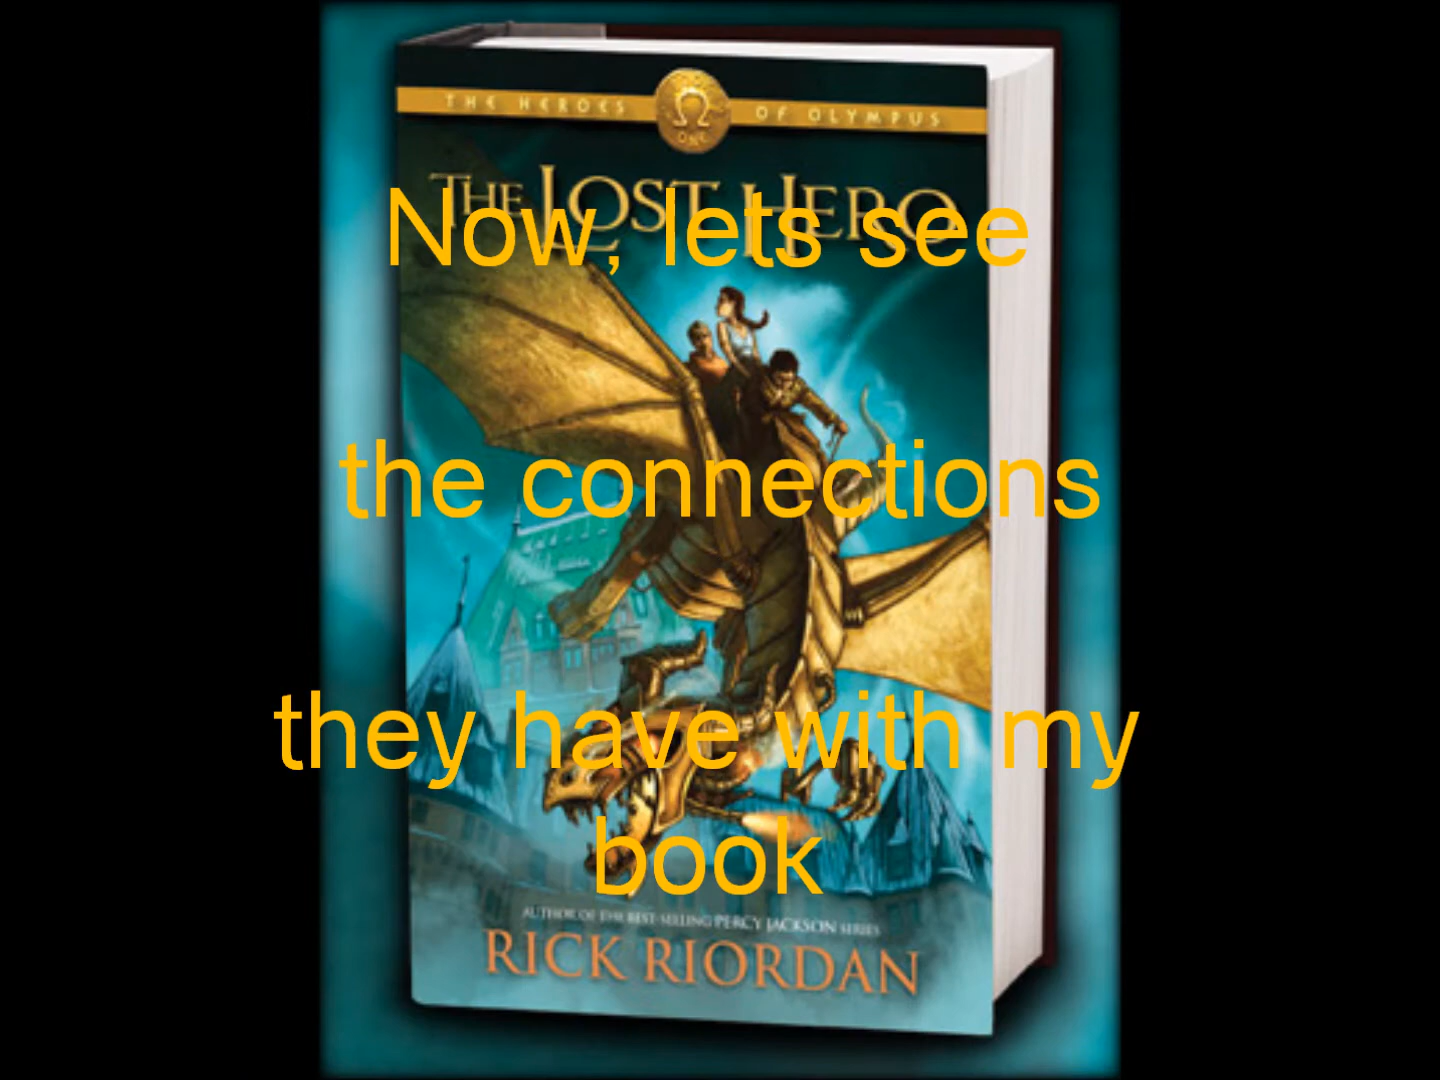 THE HEROES OF OLYMPUS
ONE
THE LOST HERO
Now, lets see
the connections
they have with my
book
AUTHOR OF THE BEST-SELLING PERCY JACKSON SERIES
RICK RIORDAN